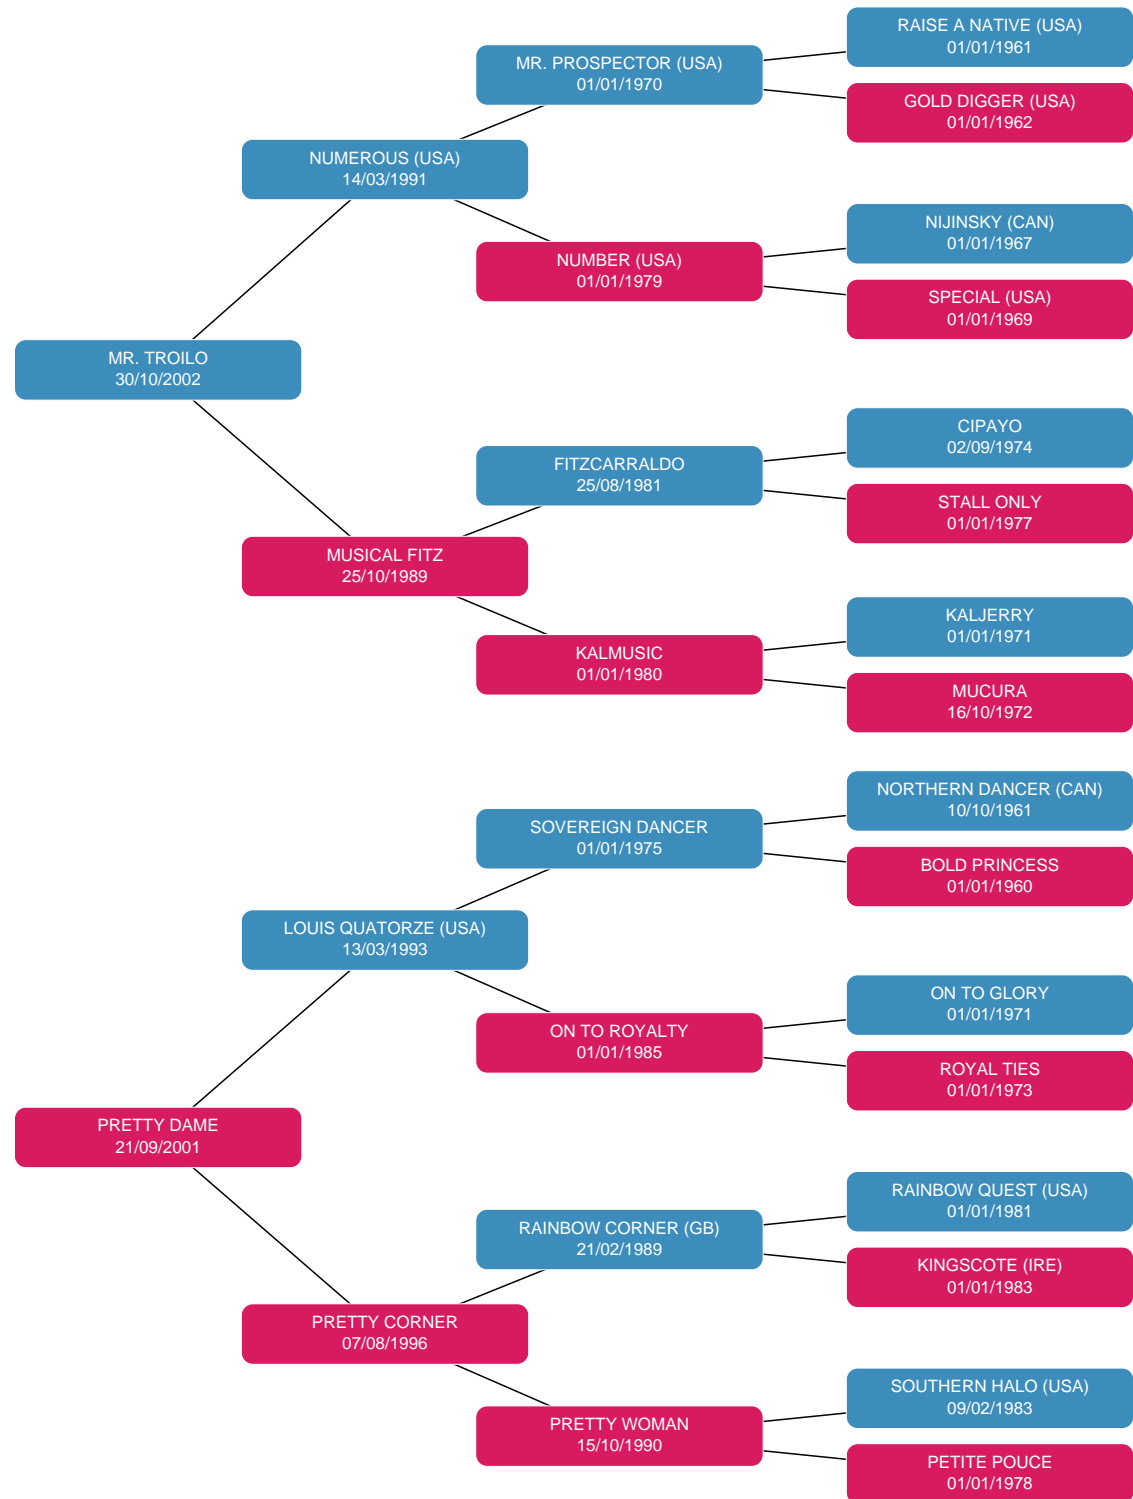 RAISE A NATIVE (USA)
01/01/1961
MR. PROSPECTOR (USA)
01/01/1970
GOLD DIGGER (USA)
01/01/1962
NUMEROUS (USA)
14/03/1991
NIJINSKY (CAN)
01/01/1967
NUMBER (USA)
01/01/1979
SPECIAL (USA)
01/01/1969
MR. TROILO
30/10/2002
CIPAYO
02/09/1974
FITZCARRALDO
25/08/1981
STALL ONLY
01/01/1977
MUSICAL FITZ
25/10/1989
KALJERRY
01/01/1971
KALMUSIC
01/01/1980
MUCURA
16/10/1972
NORTHERN DANCER (CAN)
10/10/1961
SOVEREIGN DANCER
01/01/1975
BOLD PRINCESS
01/01/1960
LOUIS QUATORZE (USA)
13/03/1993
ON TO GLORY
01/01/1971
ON TO ROYALTY
01/01/1985
ROYAL TIES
01/01/1973
PRETTY DAME
21/09/2001
RAINBOW QUEST (USA)
01/01/1981
RAINBOW CORNER (GB)
21/02/1989
KINGSCOTE (IRE)
01/01/1983
PRETTY CORNER
07/08/1996
SOUTHERN HALO (USA)
09/02/1983
PRETTY WOMAN
15/10/1990
PETITE POUCE
01/01/1978